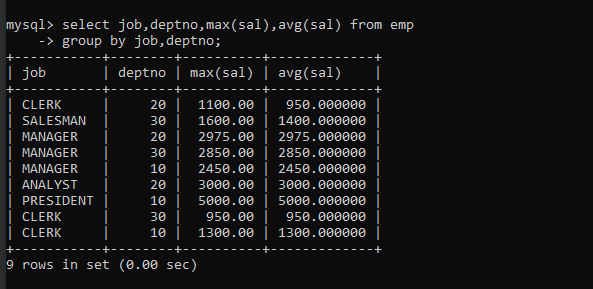 mysql> select job,deptno,max(sal),avg(sal) from emp
    -> group by job,deptno;
+-----------+--------+----------+-------------+
| job       | deptno | max(sal) | avg(sal)    |
+-----------+--------+----------+-------------+
| CLERK     |     20 |  1100.00 |  950.000000 |
| SALESMAN  |     30 |  1600.00 | 1400.000000 |
| MANAGER   |     20 |  2975.00 | 2975.000000 |
| MANAGER   |     30 |  2850.00 | 2850.000000 |
| MANAGER   |     10 |  2450.00 | 2450.000000 |
| ANALYST   |     20 |  3000.00 | 3000.000000 |
| PRESIDENT |     10 |  5000.00 | 5000.000000 |
| CLERK     |     30 |   950.00 |  950.000000 |
| CLERK     |     10 |  1300.00 | 1300.000000 |
+-----------+--------+----------+-------------+
9 rows in set (0.00 sec)